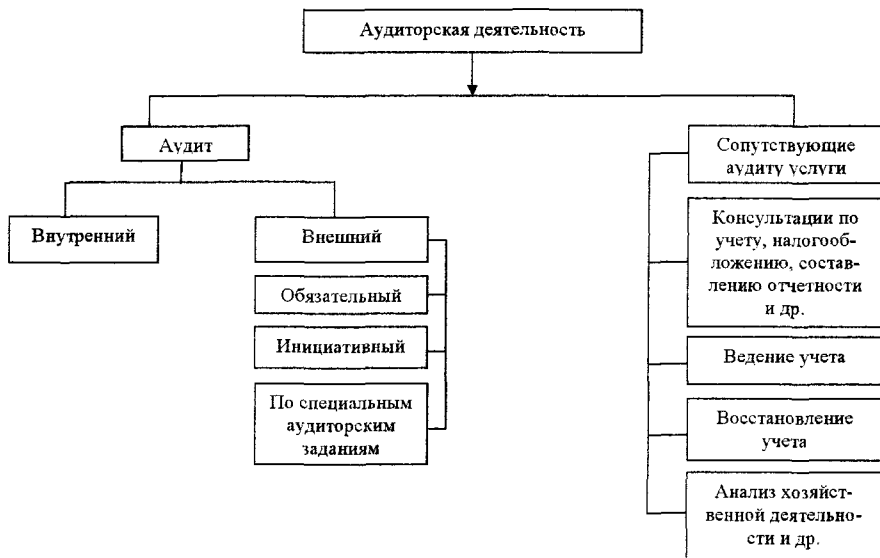 Аудиторская деятельность
Аудит
Сопутствующие
аудиту услуги
Внутренний
Внешний
Обязательный
Инициативный
По специальным
аудиторским
заданиям
Консультации по
учету, налогооб-
ложению, состав-
лению отчетности
и др.
Ведение учета
Восстановление
учета
Анализ хозяйст-
венной деятельно-
сти и др.